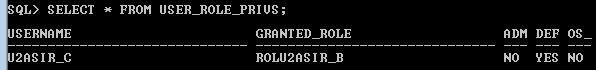 SQL> SELECT * FROM USER_ROLE_PRIVS;
USERNAME GRANTED_ROLE ADM DEF OS_
------------------------------ ------------------------------ --- --- ---
U2ASIR_C ROLU2ASIR_B NO YES NO